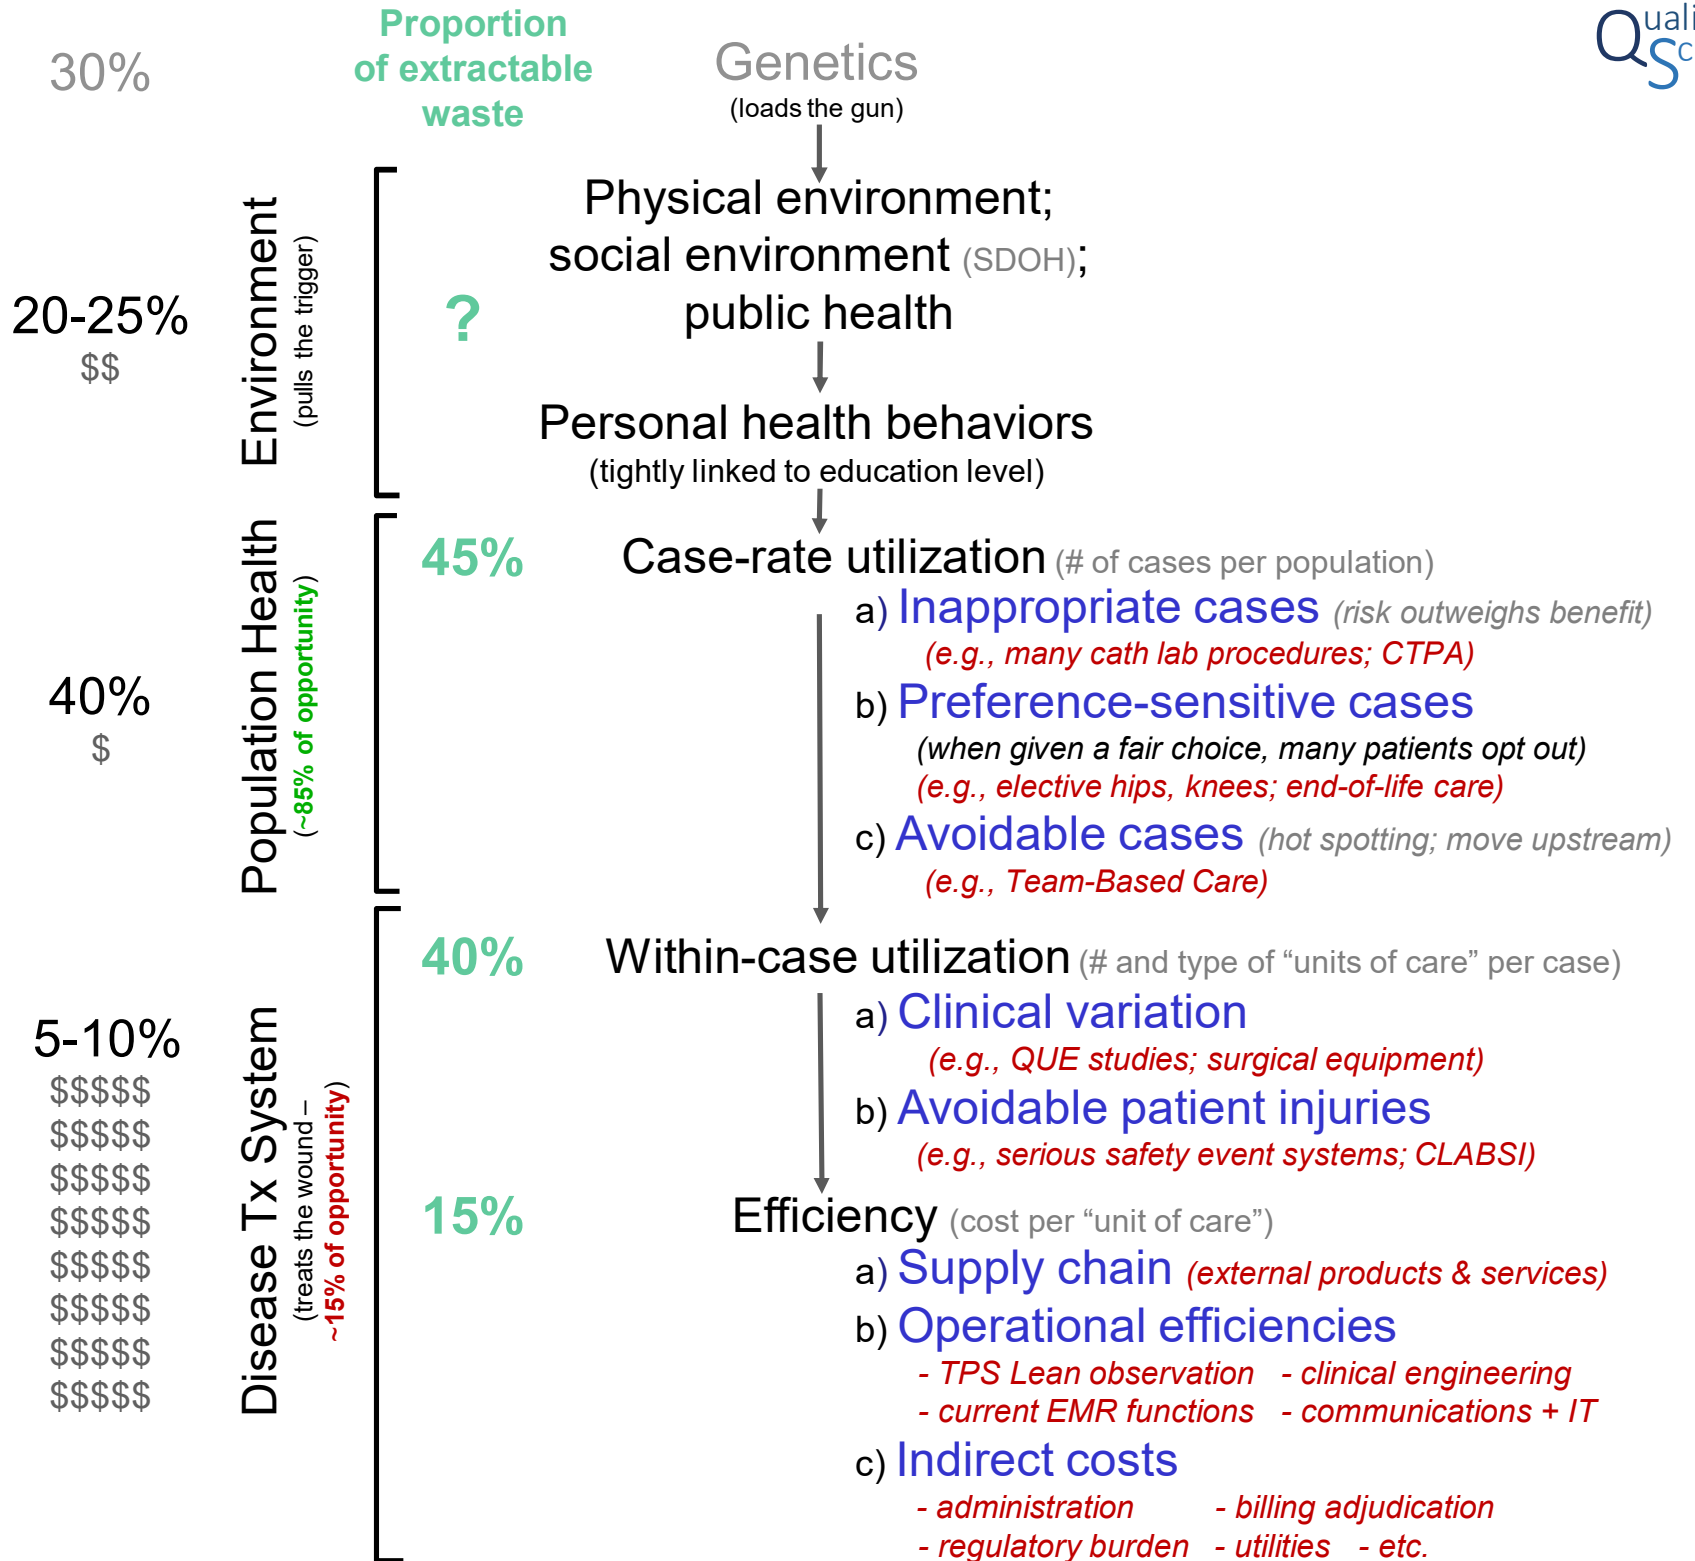 30%
Proportion
of extractable
waste
Genetics
(loads the gun)
Quali
Sc
20-25%
$$
Environment
(pulls the trigger)
?
Physical environment;
social environment (SDOH);
public health
Personal health behaviors
(tightly linked to education level)
40%
$
Population Health
(~85% of opportunity)
45%
Case-rate utilization (# of cases per population)
a) Inappropriate cases (risk outweighs benefit)
(e.g., many cath lab procedures; CTPA)
b) Preference-sensitive cases
(when given a fair choice, many patients opt out)
(e.g., elective hips, knees; end-of-life care)
c) Avoidable cases (hot spotting; move upstream)
(e.g., Team-Based Care)
5-10%
$$$$$
$$$$$
$$$$$
$$$$$
$$$$$
$$$$$
$$$$$
$$$$$
Disease Tx System
(treats the wound –
~15% of opportunity)
40%
Within-case utilization (# and type of “units of care” per case)
a) Clinical variation
(e.g., QUE studies; surgical equipment)
b) Avoidable patient injuries
(e.g., serious safety event systems; CLABSI)
15%
Efficiency (cost per “unit of care”)
a) Supply chain (external products & services)
b) Operational efficiencies
- TPS Lean observation - clinical engineering
- current EMR functions - communications + IT
c) Indirect costs
- administration - billing adjudication
- regulatory burden - utilities - etc.